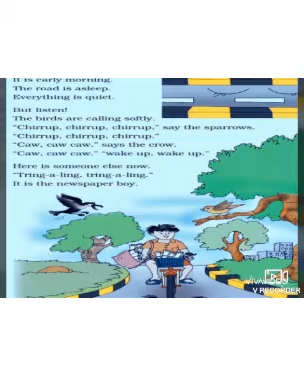 It is early morning.
The road is asleep.
Everything is quiet.
But listen!
The birds are calling softly.
"Chirrup, chirrup, chirrup," say the sparrows.
"Chirrup, chirrup, chirrup."
"Caw, caw caw," says the crow.
"Caw, caw caw," "wake up, wake up."
Here is someone else now.
"Tring-a-ling, tring-a-ling."
It is the newspaper boy.
VIVA
V RECORDER